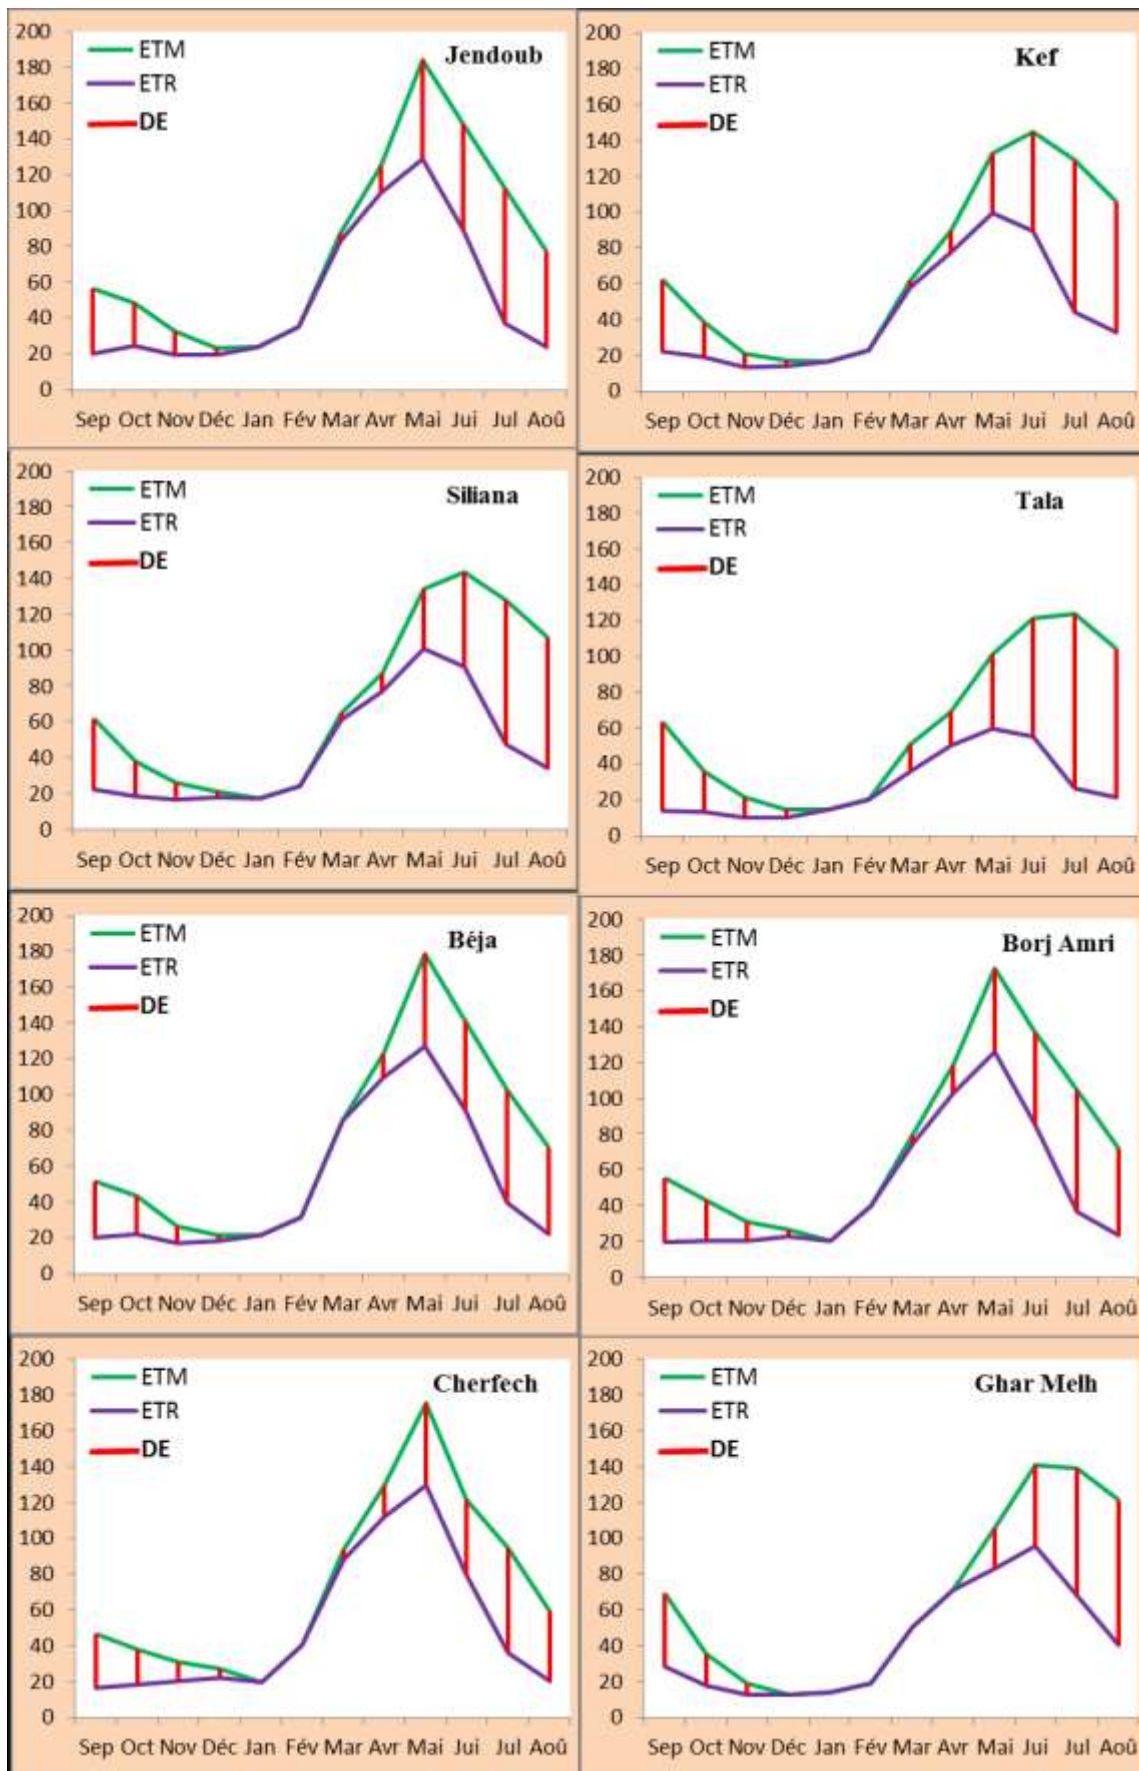 200
180
160
140
120
100
80
60
40
20
0
ETM
ETR
DE
Jendoub
Sep Oct Nov Déc Jan Fév Mar Avr Mai Jui Jul Aoû
200
180
160
140
120
100
80
60
40
20
0
ETM
ETR
DE
Kef
Sep Oct Nov Déc Jan Fév Mar Avr Mai Jui Jul Aoû
200
180
160
140
120
100
80
60
40
20
0
ETM
ETR
DE
Siliana
Sep Oct Nov Déc Jan Fév Mar Avr Mai Jui Jul Aoû
200
180
160
140
120
100
80
60
40
20
0
ETM
ETR
DE
Tala
Sep Oct Nov Déc Jan Fév Mar Avr Mai Jui Jul Aoû
200
180
160
140
120
100
80
60
40
20
0
ETM
ETR
DE
Béja
Sep Oct Nov Déc Jan Fév Mar Avr Mai Jui Jul Aoû
200
180
160
140
120
100
80
60
40
20
0
ETM
ETR
DE
Borj Amri
Sep Oct Nov Déc Jan Fév Mar Avr Mai Jui Jul Aoû
200
180
160
140
120
100
80
60
40
20
0
ETM
ETR
DE
Cherfech
Sep Oct Nov Déc Jan Fév Mar Avr Mai Jui Jul Aoû
200
180
160
140
120
100
80
60
40
20
0
ETM
ETR
DE
Ghar Melh
Sep Oct Nov Déc Jan Fév Mar Avr Mai Jui Jul Aoû